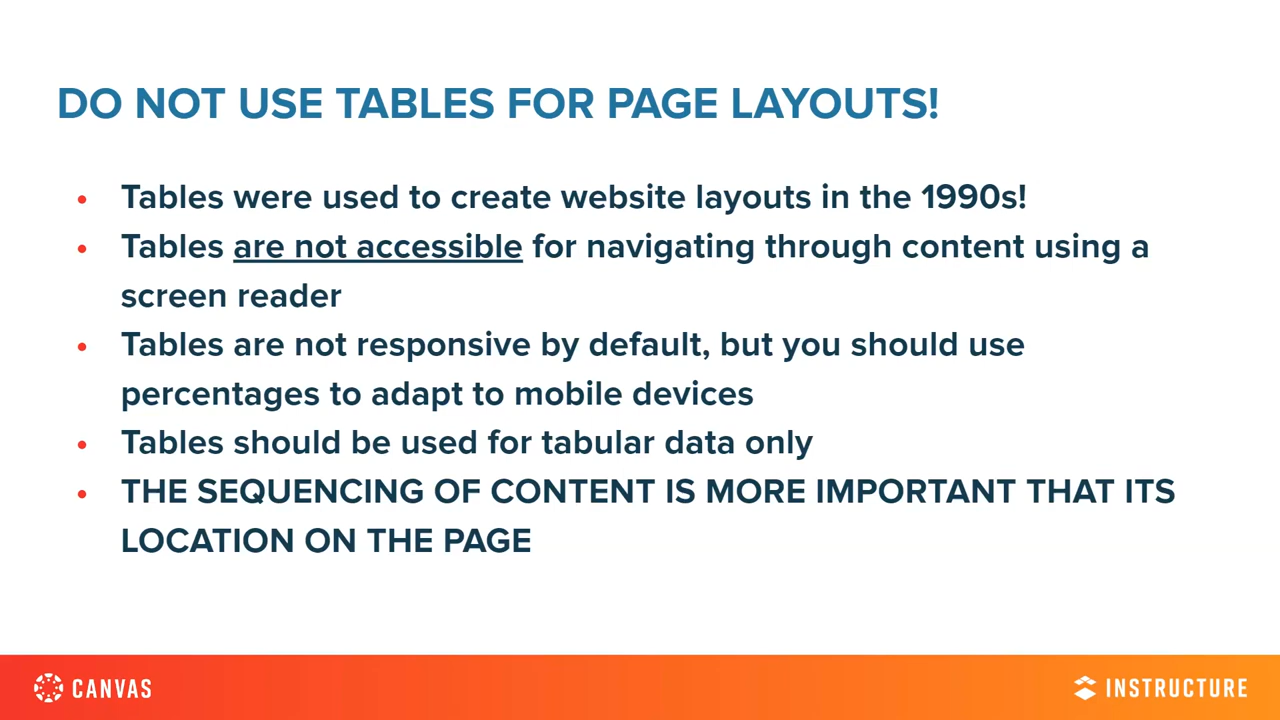 DO NOT USE TABLES FOR PAGE LAYOUTS!
• Tables were used to create website layouts in the 1990s!
• Tables are not accessible for navigating through content using a
screen reader
• Tables are not responsive by default, but you should use
percentages to adapt to mobile devices
• Tables should be used for tabular data only
• THE SEQUENCING OF CONTENT IS MORE IMPORTANT THAT ITS
LOCATION ON THE PAGE
CANVAS
INSTRUCTURE